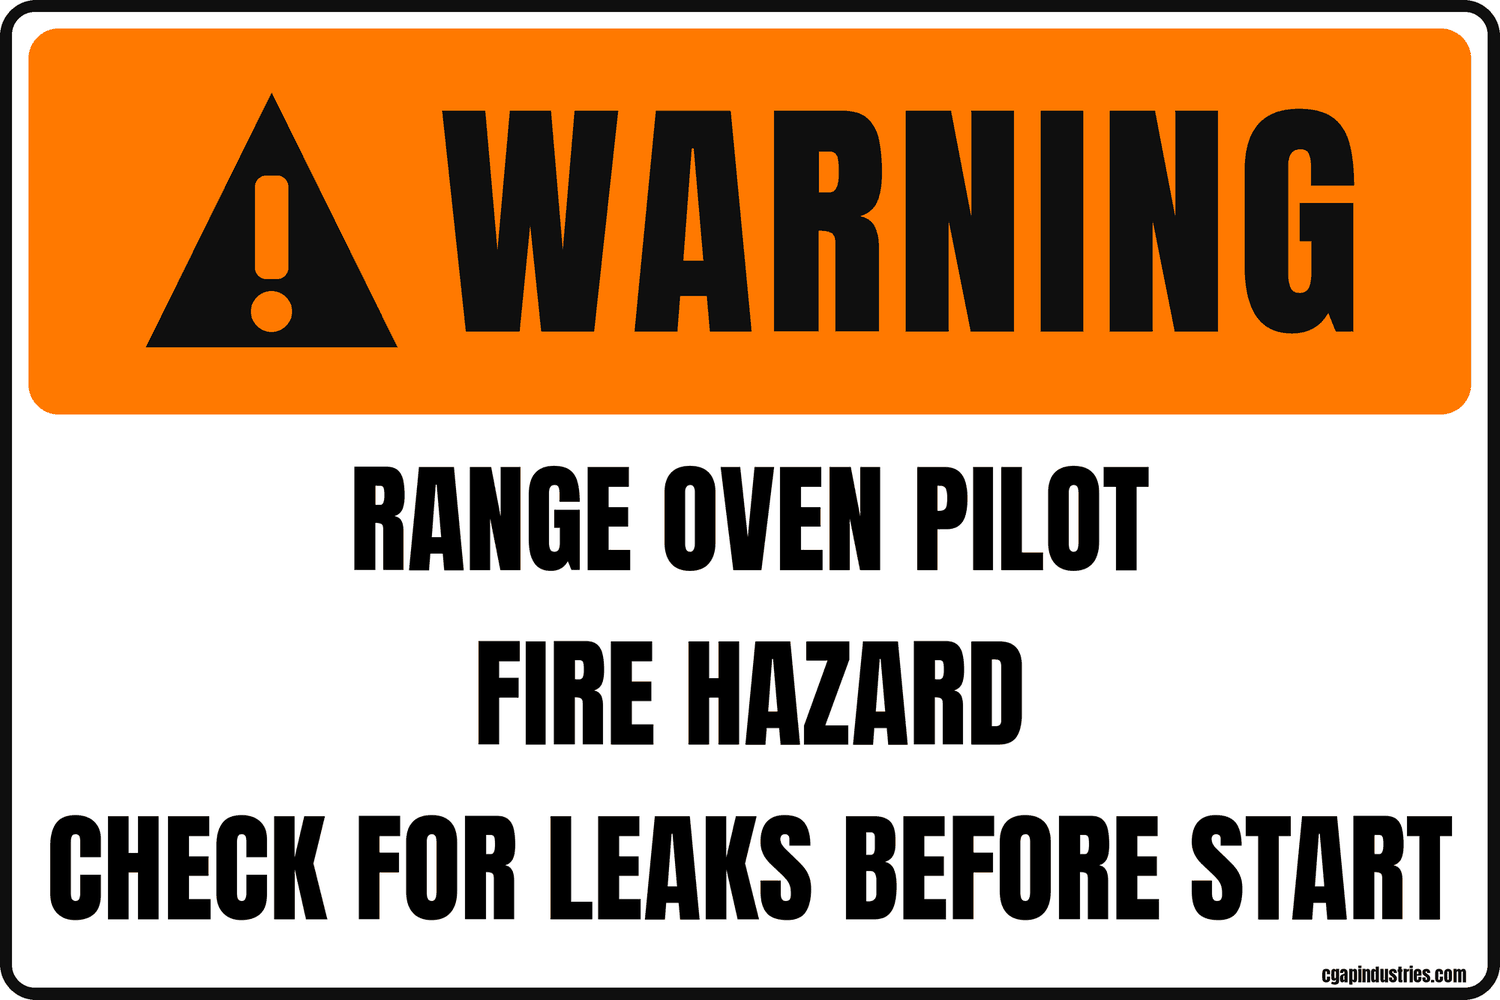 WARNING
RANGE OVEN PILOT
FIRE HAZARD
CHECK FOR LEAKS BEFORE START
cgapindustries.com